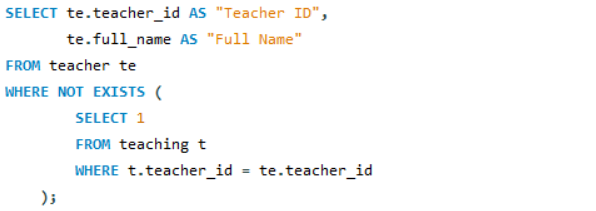 SELECT te.teacher_id AS "Teacher ID",
te.full_name AS "Full Name"
FROM teacher te
WHERE NOT EXISTS (
SELECT 1
FROM teaching t
WHERE t.teacher_id = te.teacher_id
);